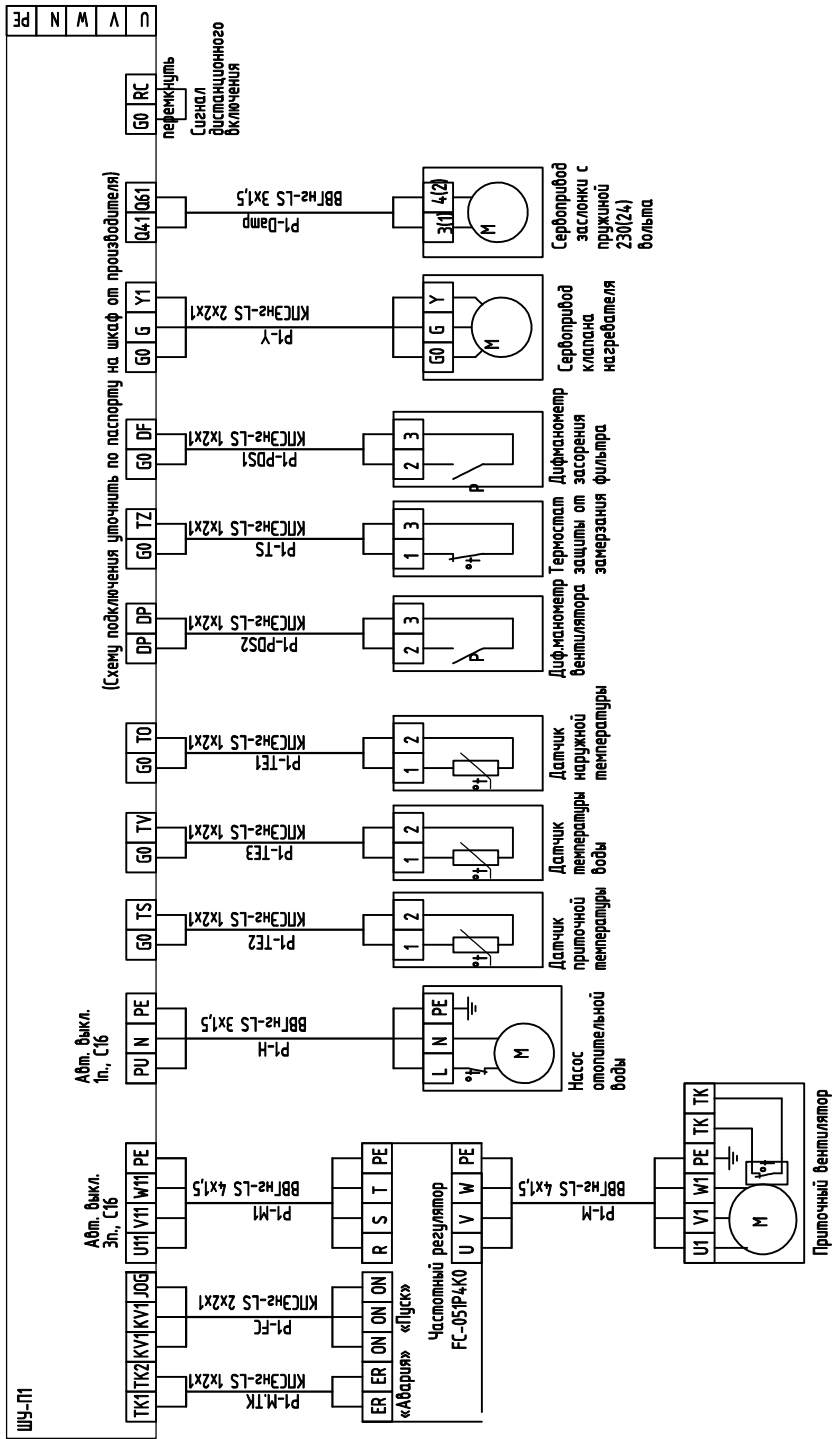 ШУ-П1
U V W N PE
TK1 TK2 KV1 KV1 JOG
Авт. выкл.
3п., С16
U11 V11 W11 PE
Авт. выкл.
1п., С16
PU N PE
G0 TS
G0 TV
G0 TO
(Схему подключения уточнить по паспорту на шкаф от производителя)
DP DP
G0 TZ
G0 DF
G0 G Y1
Q41 Q61
G0 RC
перемкнуть
Сигнал
дистанционного
включения
P1-M.TK
КПСЭнг-LS 1x2x1
P1-FC
КПСЭнг-LS 2x2x1
P1-M1
ВВГнг-LS 4x1,5
P1-H
ВВГнг-LS 3x1,5
P1-TE2
КПСЭнг-LS 1x2x1
P1-TE3
КПСЭнг-LS 1x2x1
P1-TE1
КПСЭнг-LS 1x2x1
P1-PDS2
КПСЭнг-LS 1x2x1
P1-TS
КПСЭнг-LS 1x2x1
P1-PDS1
КПСЭнг-LS 1x2x1
P1-Y
КПСЭнг-LS 2x2x1
P1-Damp
ВВГнг-LS 3x1,5
ER ER ON ON ON
«Авария» «Пуск»
R S T PE
Частотный регулятор
FC-051P4K0
U V W PE
P1-M
ВВГнг-LS 4x1,5
U1 V1 W1 PE TK TK
M
t°
Приточный вентилятор
L N PE
t°
M
Насос
отопительной
воды
1 2
t°
Датчик
приточной
температуры
1 2
t°
Датчик
температуры
воды
1 2
t°
Датчик
наружной
температуры
2 3
P
Диф.манометр
вентилятора
1 3
t°
Термостат
защиты от
замерзания
2 3
P
Дифманометр
засорения
фильтра
G0 G Y
M
Сервопривод
клапана
нагревателя
3(1) 4(2)
M
Сервопривод
заслонки с
пружиной
230(24)
вольта